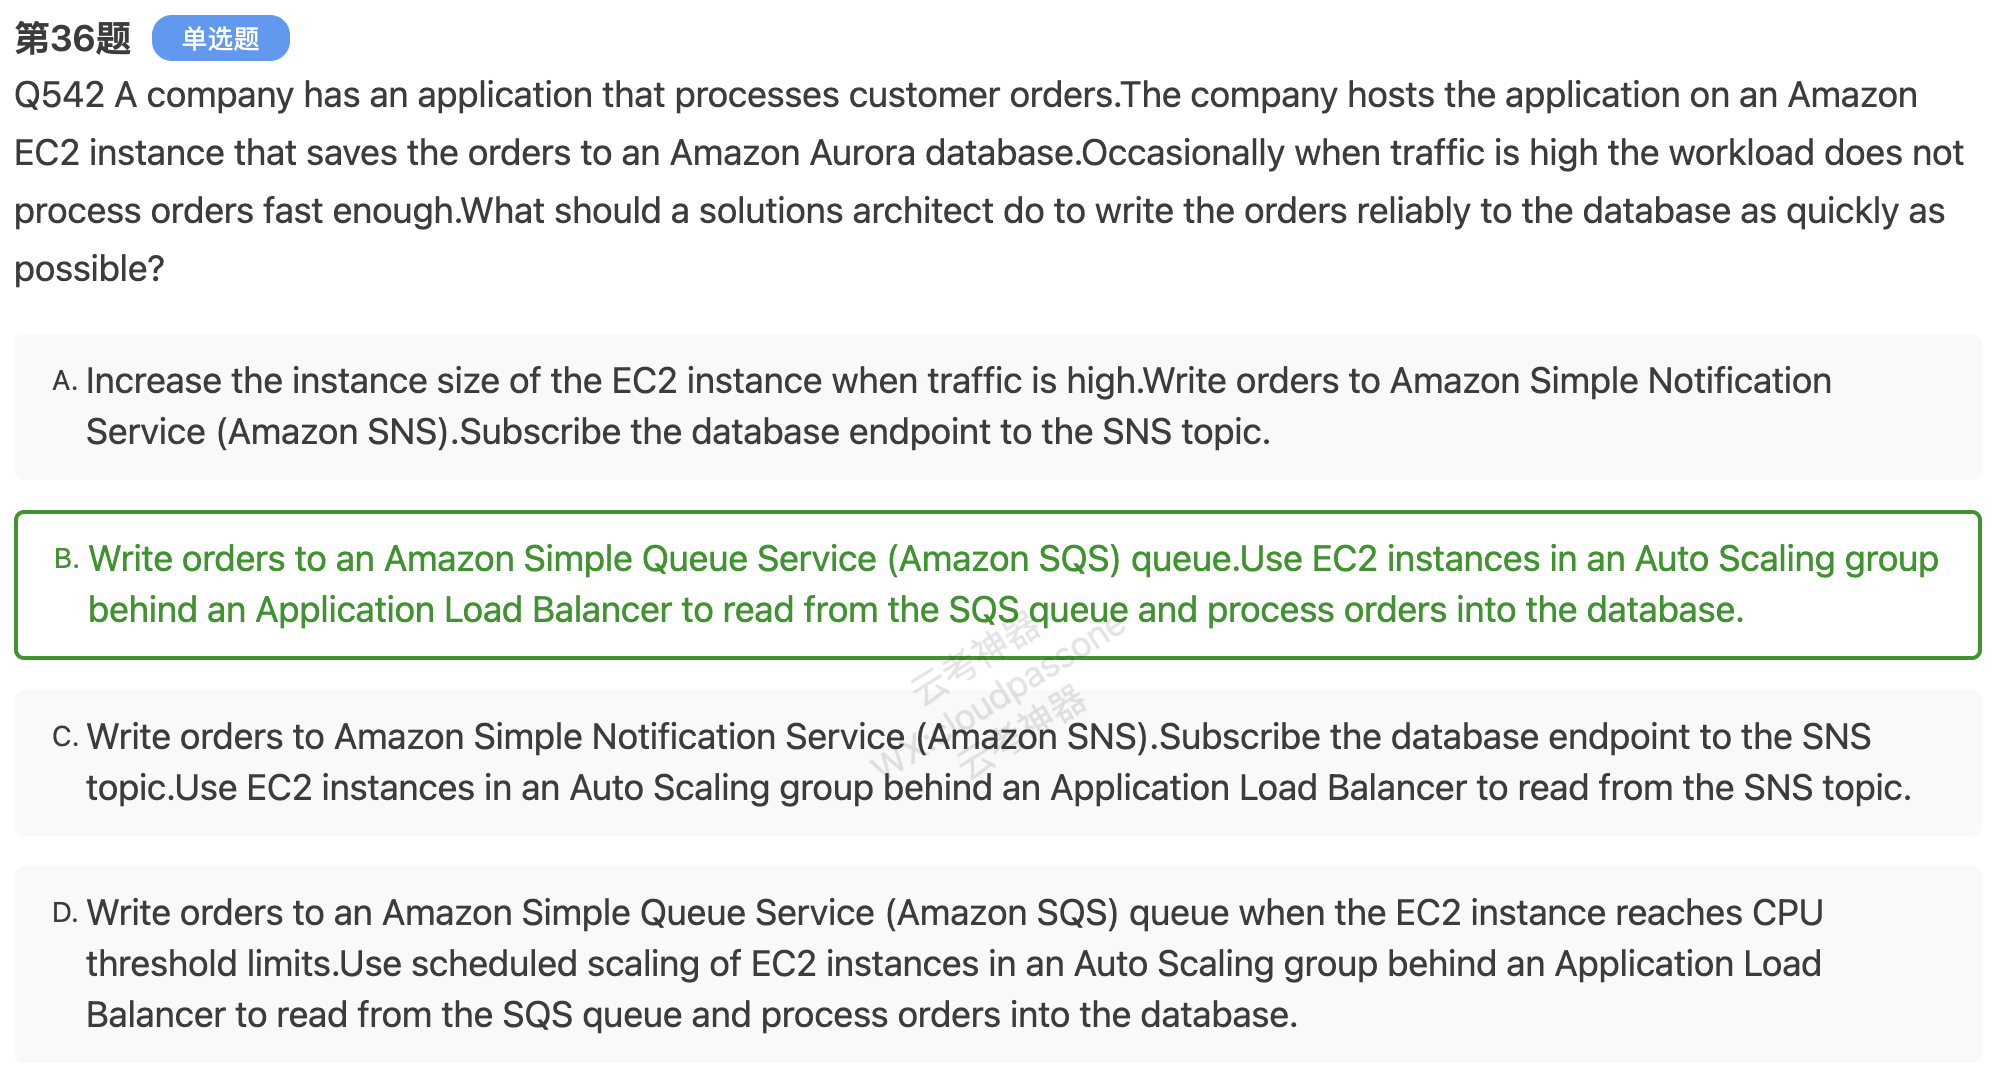 第36题 单选题
Q542 A company has an application that processes customer orders.The company hosts the application on an Amazon
EC2 instance that saves the orders to an Amazon Aurora database.Occasionally when traffic is high the workload does not
process orders fast enough.What should a solutions architect do to write the orders reliably to the database as quickly as
possible?
A. Increase the instance size of the EC2 instance when traffic is high.Write orders to Amazon Simple Notification
Service (Amazon SNS).Subscribe the database endpoint to the SNS topic.
B. Write orders to an Amazon Simple Queue Service (Amazon SQS) queue.Use EC2 instances in an Auto Scaling group
behind an Application Load Balancer to read from the SQS queue and process orders into the database.
云考神器
WX:cloudpassone
云考神器
C. Write orders to Amazon Simple Notification Service (Amazon SNS).Subscribe the database endpoint to the SNS
topic.Use EC2 instances in an Auto Scaling group behind an Application Load Balancer to read from the SNS topic.
D. Write orders to an Amazon Simple Queue Service (Amazon SQS) queue when the EC2 instance reaches CPU
threshold limits.Use scheduled scaling of EC2 instances in an Auto Scaling group behind an Application Load
Balancer to read from the SQS queue and process orders into the database.